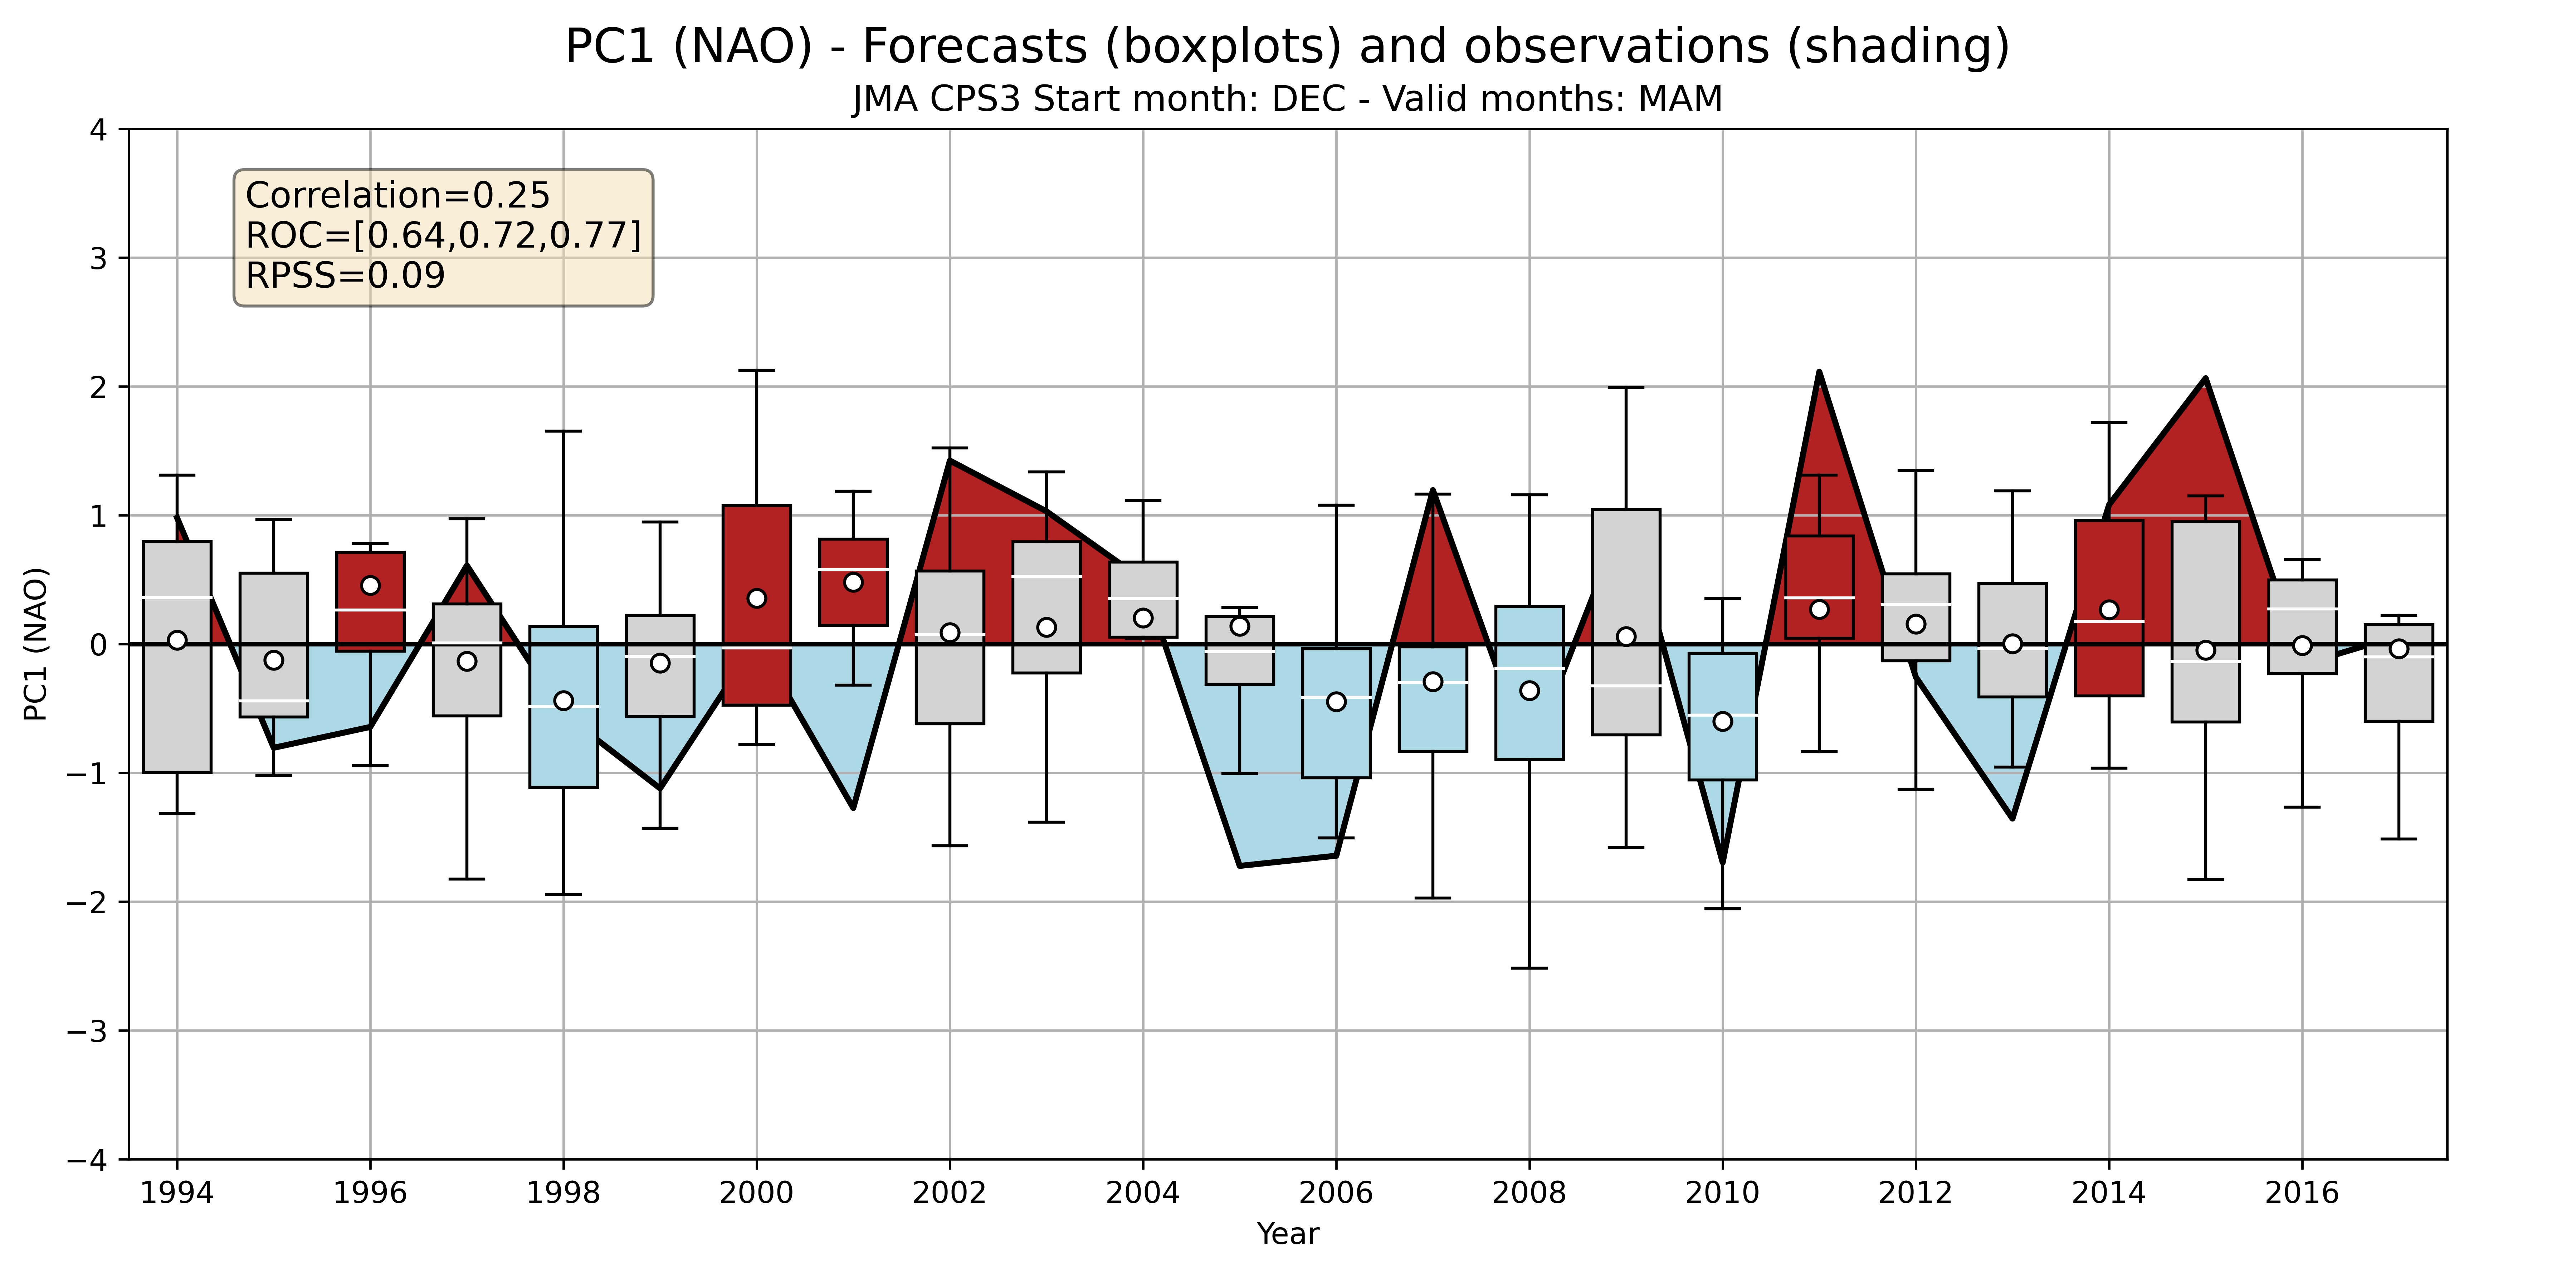 PC1 (NAO) - Forecasts (boxplots) and observations (shading)
JMA CPS3 Start month: DEC - Valid months: MAM
Correlation=0.25
ROC=[0.64,0.72,0.77]
RPSS=0.09
PC1 (NAO)
4
3
2
1
0
−1
−2
−3
−4
1994 1996 1998 2000 2002 2004 2006 2008 2010 2012 2014 2016
Year